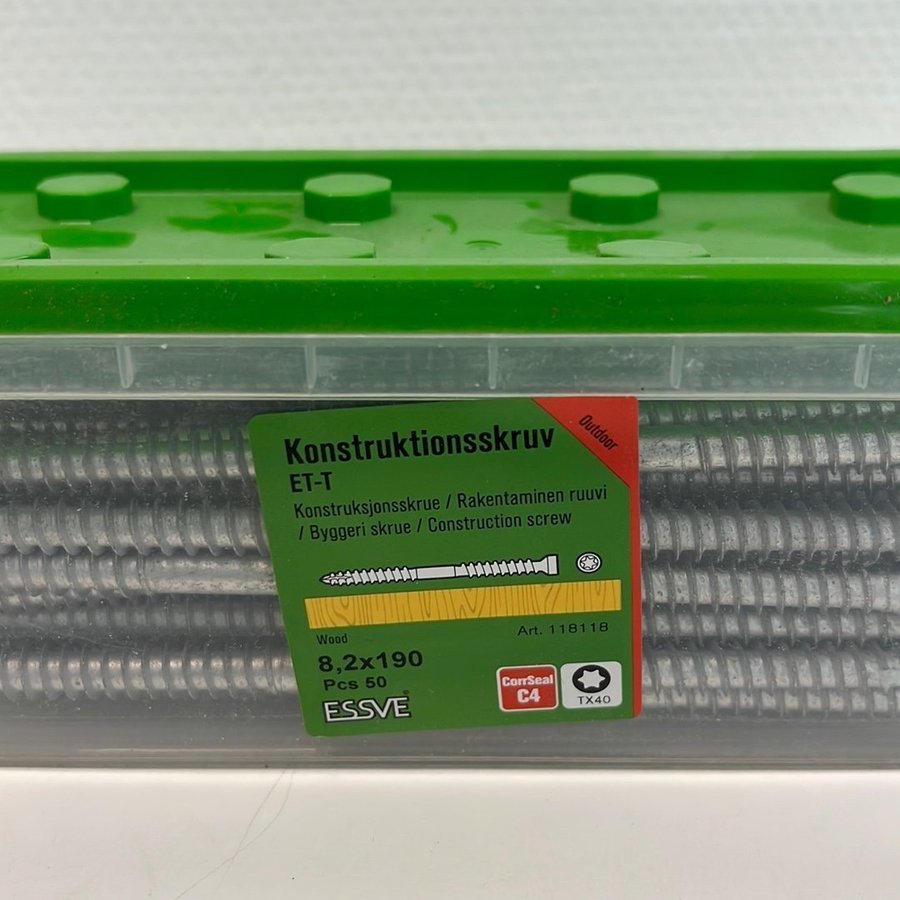 Outdoor
Konstruktionsskruv
ET-T
Konstruksjonsskrue / Rakentaminen ruuvi
/ Byggeri skrue / Construction screw
Wood
Art. 118118
8,2x190
Pcs 50
ESSVE®
CorrSeal
C4
TX40